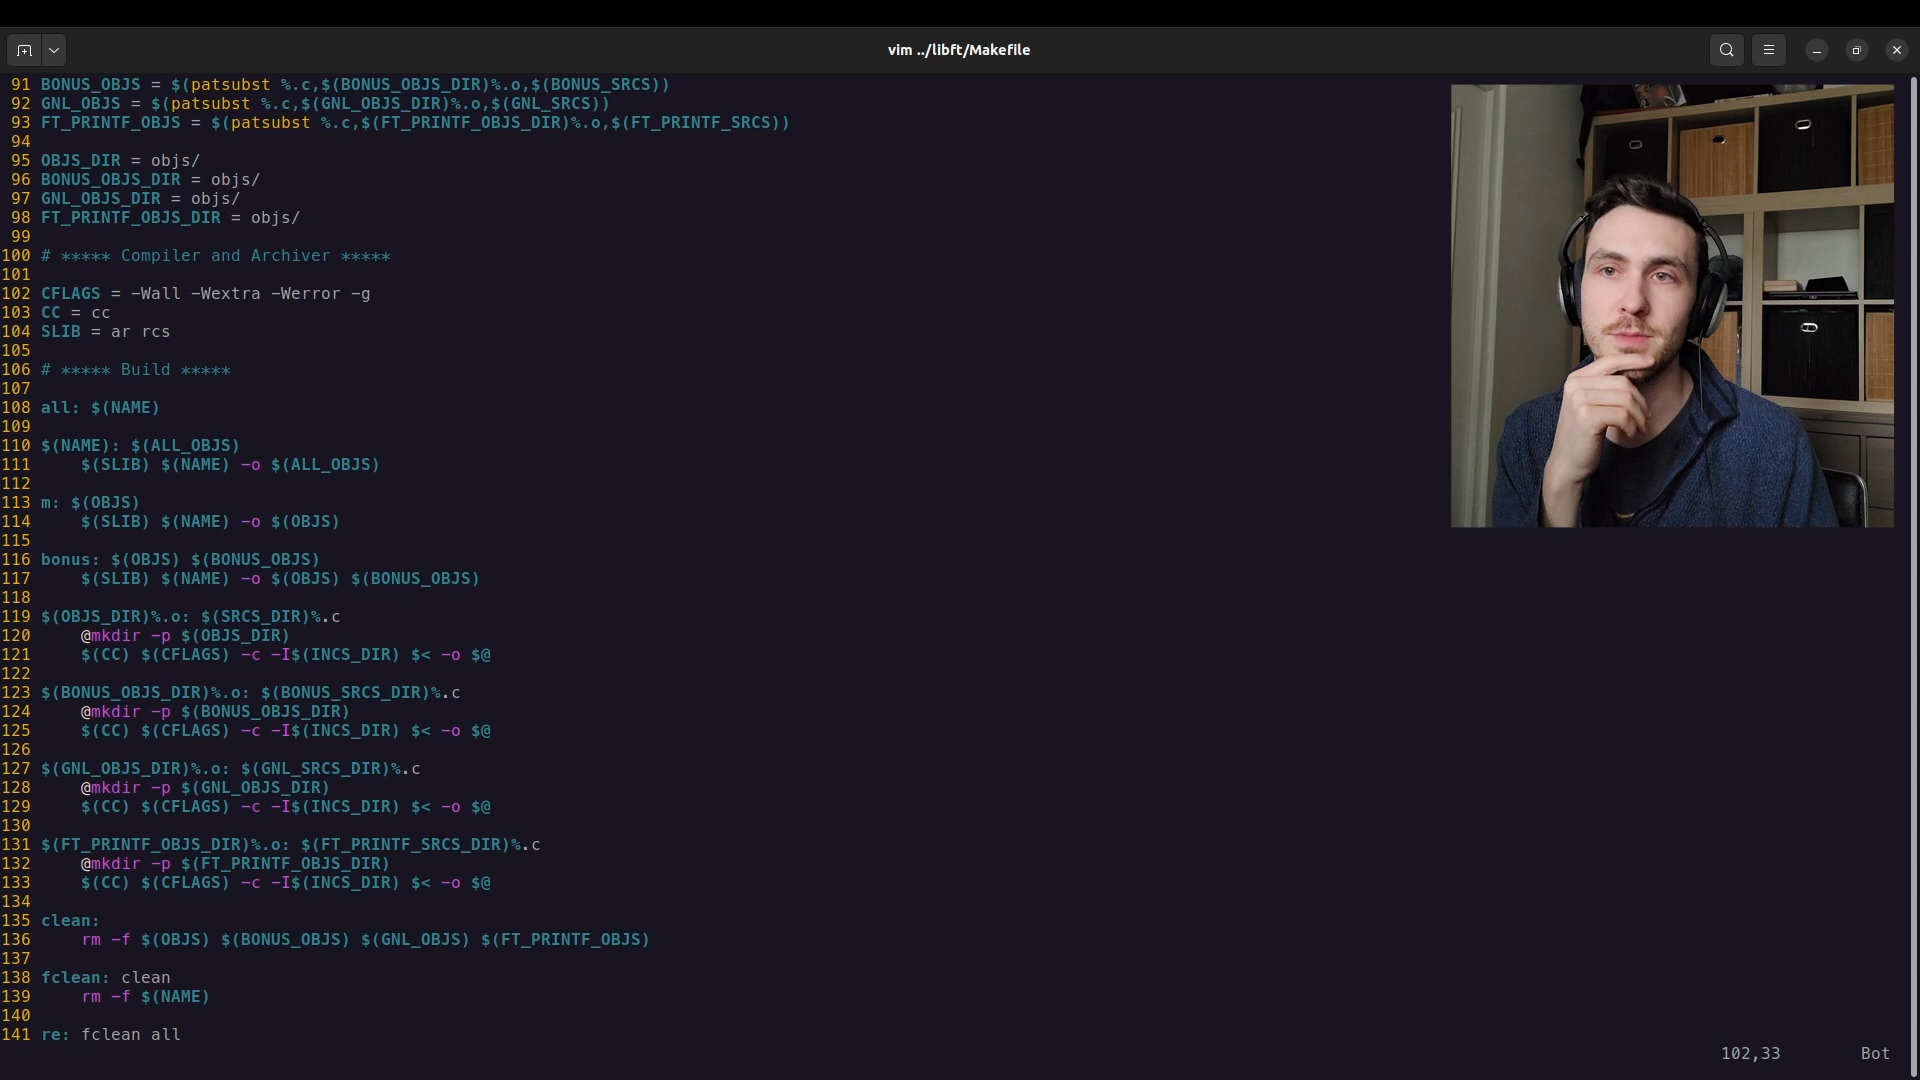 vim ../libft/Makefile
91 BONUS_OBJS = $(patsubst %.c,$(BONUS_OBJS_DIR)%.o,$(BONUS_SRCS))
92 GNL_OBJS = $(patsubst %.c,$(GNL_OBJS_DIR)%.o,$(GNL_SRCS))
93 FT_PRINTF_OBJS = $(patsubst %.c,$(FT_PRINTF_OBJS_DIR)%.o,$(FT_PRINTF_SRCS))
94
95 OBJS_DIR = objs/
96 BONUS_OBJS_DIR = objs/
97 GNL_OBJS_DIR = objs/
98 FT_PRINTF_OBJS_DIR = objs/
99
100 # ***** Compiler and Archiver *****
101
102 CFLAGS = -Wall -Wextra -Werror -g
103 CC = cc
104 SLIB = ar rcs
105
106 # ***** Build *****
107
108 all: $(NAME)
109
110 $(NAME): $(ALL_OBJS)
111     $(SLIB) $(NAME) -o $(ALL_OBJS)
112
113 m: $(OBJS)
114     $(SLIB) $(NAME) -o $(OBJS)
115
116 bonus: $(OBJS) $(BONUS_OBJS)
117     $(SLIB) $(NAME) -o $(OBJS) $(BONUS_OBJS)
118
119 $(OBJS_DIR)%.o: $(SRCS_DIR)%.c
120     @mkdir -p $(OBJS_DIR)
121     $(CC) $(CFLAGS) -c -I$(INCS_DIR) $< -o $@
122
123 $(BONUS_OBJS_DIR)%.o: $(BONUS_SRCS_DIR)%.c
124     @mkdir -p $(BONUS_OBJS_DIR)
125     $(CC) $(CFLAGS) -c -I$(INCS_DIR) $< -o $@
126
127 $(GNL_OBJS_DIR)%.o: $(GNL_SRCS_DIR)%.c
128     @mkdir -p $(GNL_OBJS_DIR)
129     $(CC) $(CFLAGS) -c -I$(INCS_DIR) $< -o $@
130
131 $(FT_PRINTF_OBJS_DIR)%.o: $(FT_PRINTF_SRCS_DIR)%.c
132     @mkdir -p $(FT_PRINTF_OBJS_DIR)
133     $(CC) $(CFLAGS) -c -I$(INCS_DIR) $< -o $@
134
135 clean:
136     rm -f $(OBJS) $(BONUS_OBJS) $(GNL_OBJS) $(FT_PRINTF_OBJS)
137
138 fclean: clean
139     rm -f $(NAME)
140
141 re: fclean all
102,33 Bot